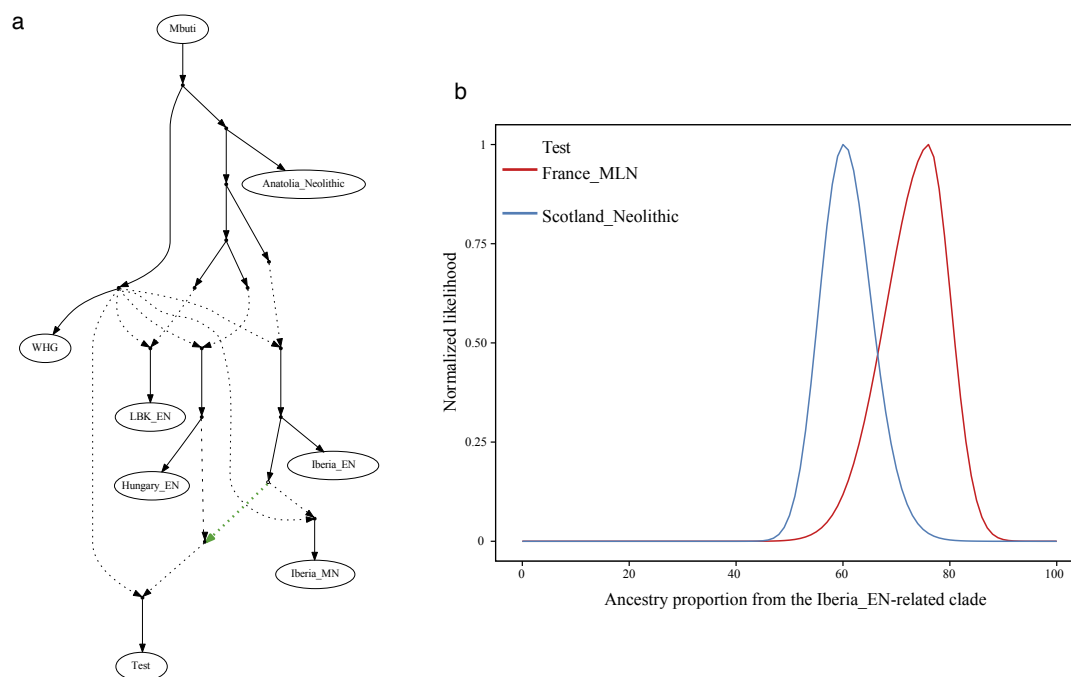 a
Mbuti
Anatolia_Neolithic
WHG
LBK_EN
Hungary_EN
Iberia_EN
Iberia_MN
Test
b
Test
France_MLN
Scotland_Neolithic
Normalized likelihood
1
0.75
0.50
0.25
0
0 20 40 60 80 100
Ancestry proportion from the Iberia_EN-related clade